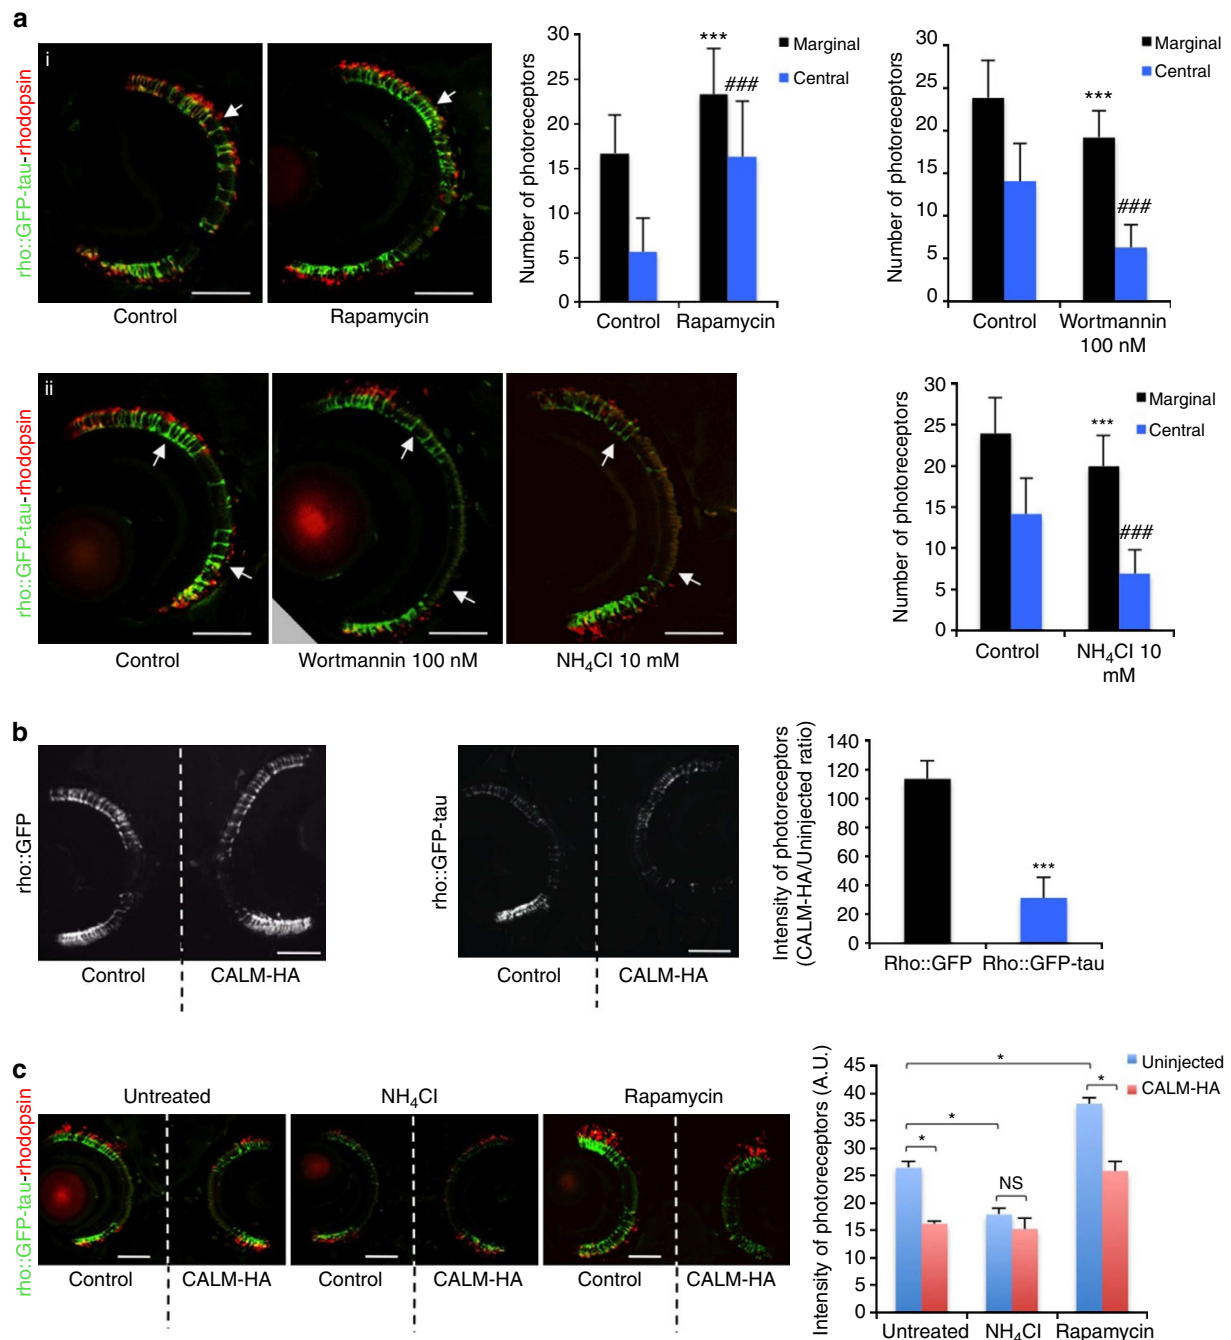 a
i
rho::GFP-tau-rhodopsin
Control
Rapamycin
Number of photoreceptors
30
25
20
15
10
5
0
***
###
Marginal
Central
Control
Rapamycin
Number of photoreceptors
30
20
10
5
0
***
###
Marginal
Central
Control
Wortmannin
100 nM
ii
rho::GFP-tau-rhodopsin
Control
Wortmannin 100 nM
NH4Cl 10 mM
Number of photoreceptors
30
25
20
15
10
5
0
***
###
Marginal
Central
Control
NH4Cl 10
mM
b
rho::GFP
Control
CALM-HA
rho::GFP-tau
Control
CALM-HA
Intensity of photoreceptors
(CALM-HA/Uninjected ratio)
140
120
100
80
60
40
20
0
***
Rho::GFP
Rho::GFP-tau
c
rho::GFP-tau-rhodopsin
Untreated
NH4Cl
Rapamycin
Control
CALM-HA
Control
CALM-HA
Control
CALM-HA
Intensity of photoreceptors (A.U.)
45
40
35
30
25
20
15
10
5
0
*
*
*
NS
*
Uninjected
CALM-HA
Untreated
NH4Cl
Rapamycin